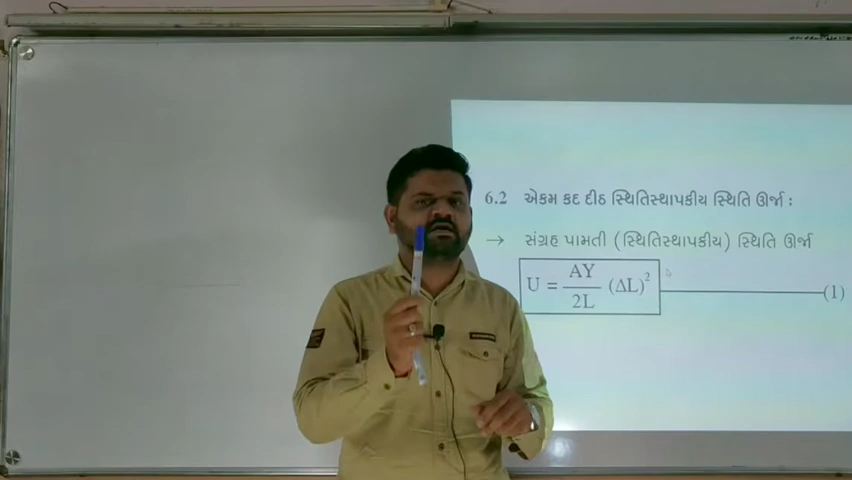 6.2 એકમ કદ દીઠ સ્થિતિસ્થાપકીય સ્થિતિ ઊર્જા :
→ સંગ્રહ પામતી (સ્થિતિસ્થાપકીય) સ્થિતિ ઊર્જા
U = AY/2L (ΔL)² (1)